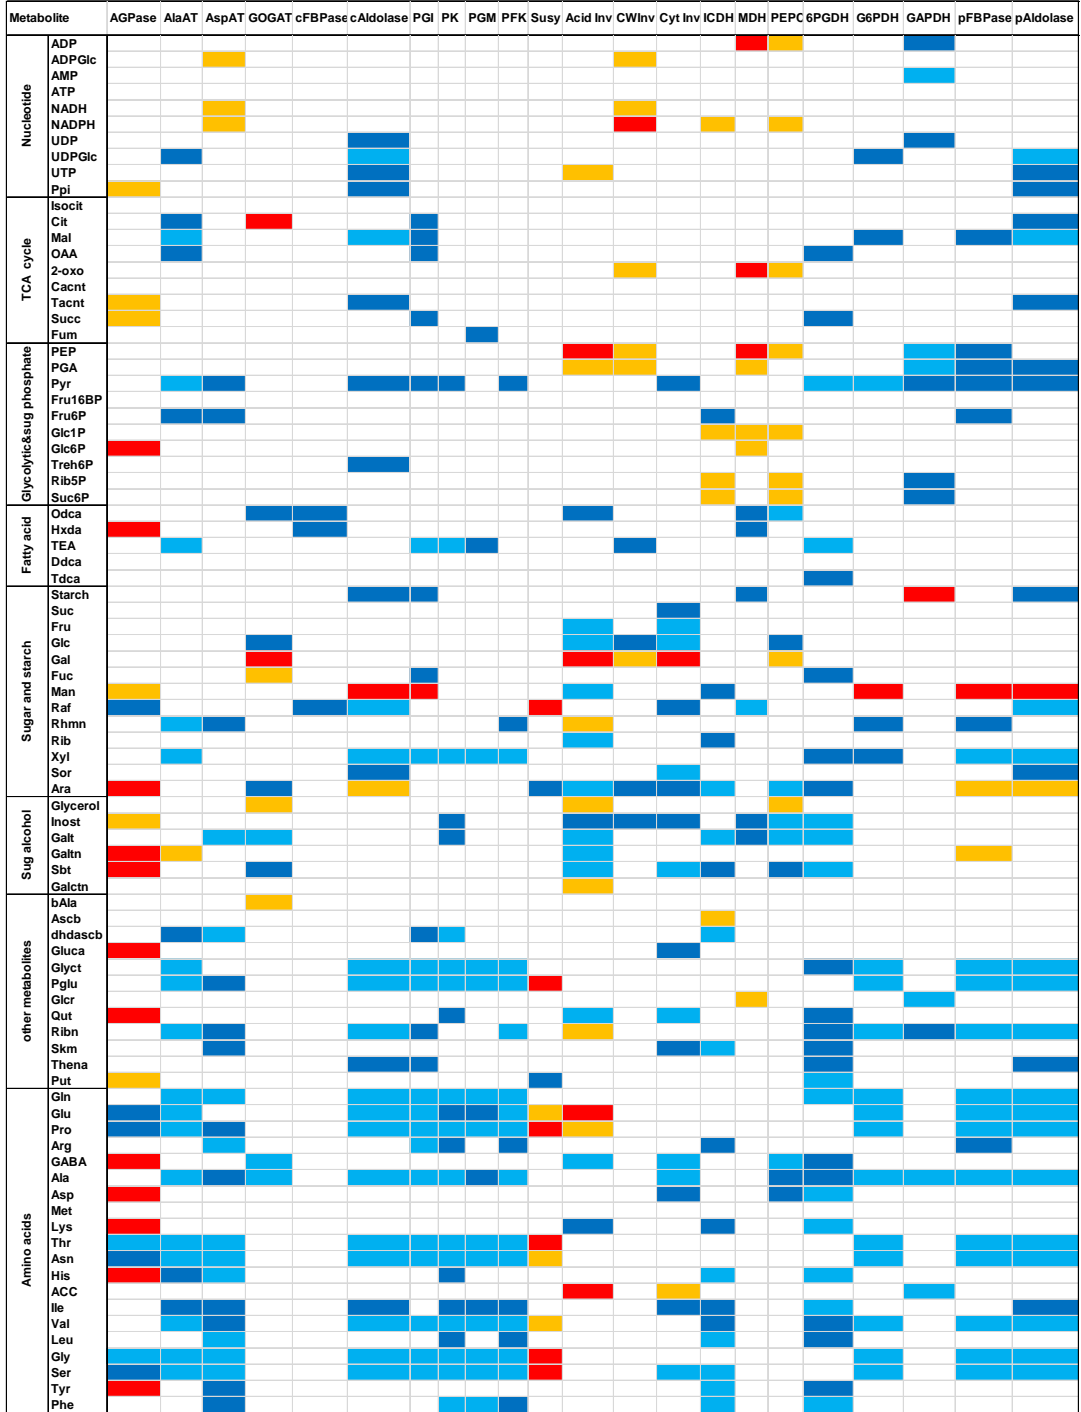 Metabolite AGPase AlaAT AspAT GOGAT cFBPase cAldolase PGI PK PGM PFK Susy Acid Inv CWInv Cyt Inv ICDH MDH PEPC 6PGDH G6PDH GAPDH pFBPase pAldolase
Nucleotide
ADP
ADPGlc
AMP
ATP
NADH
NADPH
UDP
UDPGlc
UTP
Ppi
TCA cycle
Isocit
Cit
Mal
OAA
2-oxo
Cacnt
Tacnt
Succ
Fum
Glycolytic&sug phosphate
PEP
PGA
Pyr
Fru16BP
Fru6P
Glc1P
Glc6P
Treh6P
Rib5P
Suc6P
Fatty acid
Odca
Hxda
TEA
Ddca
Tdca
Sugar and starch
Starch
Suc
Fru
Glc
Gal
Fuc
Man
Raf
Rhmn
Rib
Xyl
Sor
Ara
Sug alcohol
Glycerol
Inost
Galt
Galtn
Sbt
Galctn
other metabolites
bAla
Ascb
dhdascb
Gluca
Glyct
Pglu
Glcr
Qut
Ribn
Skm
Thena
Put
Amino acids
Gln
Glu
Pro
Arg
GABA
Ala
Asp
Met
Lys
Thr
Asn
His
ACC
Ile
Val
Leu
Gly
Ser
Tyr
Phe